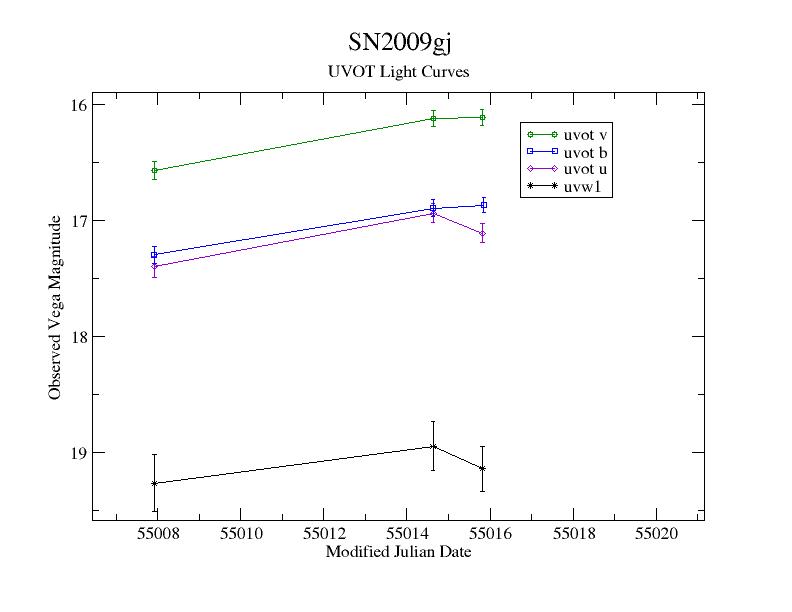 SN2009gj
UVOT Light Curves
16
17
18
19
Observed Vega Magnitude
uvot v
uvot b
uvot u
uvw1
55008 55010 55012 55014 55016 55018 55020
Modified Julian Date